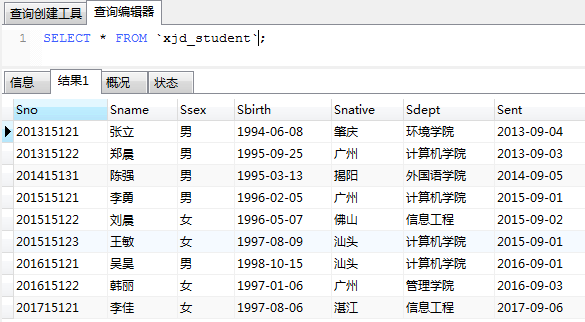 查询创建工具 查询编辑器
1 SELECT * FROM `xjd_student`;
信息 结果1 概况 状态
Sno Sname Ssex Sbirth Snative Sdept Sent
201315121 张立 男 1994-06-08 肇庆 环境学院 2013-09-04
201315122 郑晨 男 1995-09-25 广州 计算机学院 2013-09-03
201415131 陈强 男 1995-03-13 揭阳 外国语学院 2014-09-05
201515121 李勇 男 1996-02-05 广州 计算机学院 2015-09-01
201515122 刘晨 女 1996-05-07 佛山 信息工程 2015-09-02
201515123 王敏 女 1997-08-09 汕头 计算机学院 2015-09-01
201615121 吴昊 男 1998-10-15 汕头 计算机学院 2016-09-01
201615122 韩丽 女 1997-01-06 广州 管理学院 2016-09-03
201715121 李佳 女 1997-08-06 湛江 信息工程 2017-09-06